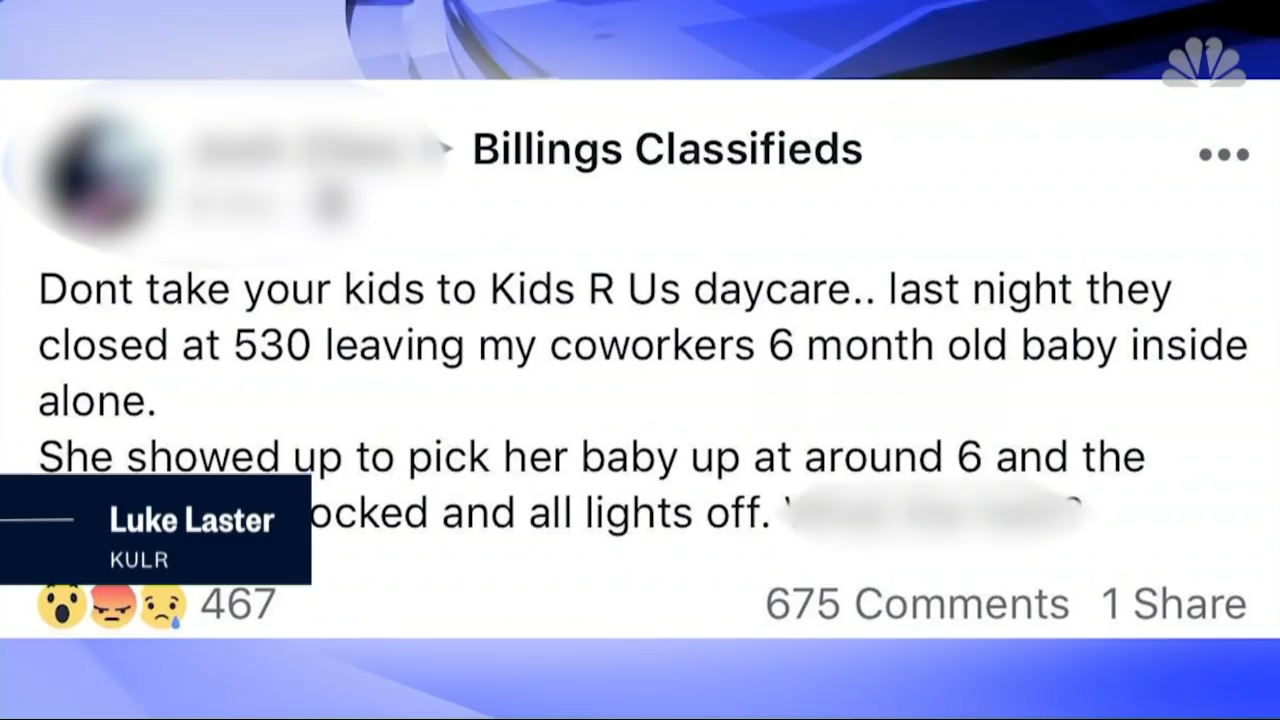 Billings Classifieds
Dont take your kids to Kids R Us daycare.. last night they
closed at 530 leaving my coworkers 6 month old baby inside
alone.
She showed up to pick her baby up at around 6 and the
ocked and all lights off.
Luke Laster
KULR
467
675 Comments 1 Share